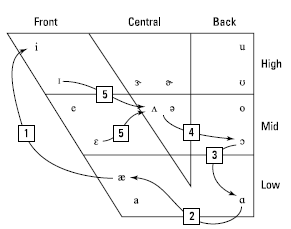 Front Central Back
i u
ɪ ɝ ɚ ʊ High
5
e ʌ ə o
1 ɛ 5 4 ɔ Mid
3
æ Low
a ɑ
2